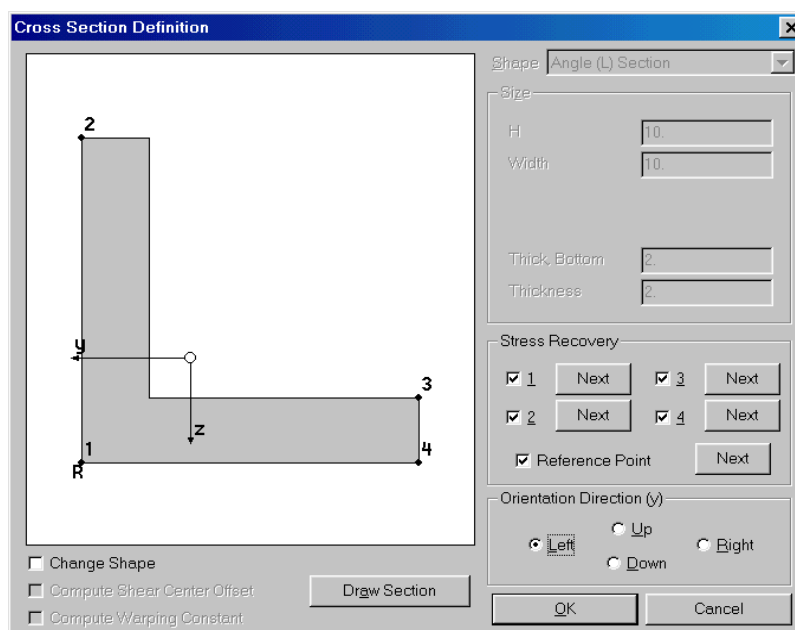 Cross Section Definition
Shape Angle (L) Section
Size
H 10.
Width 10.
Thick, Bottom 2.
Thickness 2.
2
y
z
3
1
R
4
Stress Recovery
1 Next 3 Next
2 Next 4 Next
Reference Point Next
Orientation Direction (y)
Up
Left Right
Down
Change Shape
Compute Shear Center Offset
Compute Warping Constant
Draw Section
OK Cancel